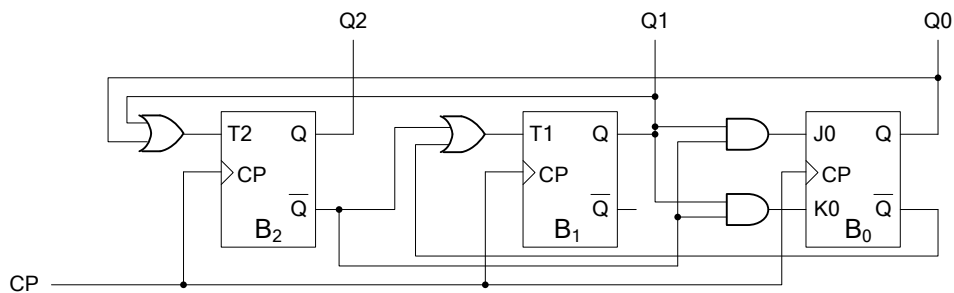 Q2 Q1 Q0
T2 Q T1 Q J0 Q
CP CP CP
Q̅ Q̅ K0 Q̅
B₂ B₁ B₀
CP